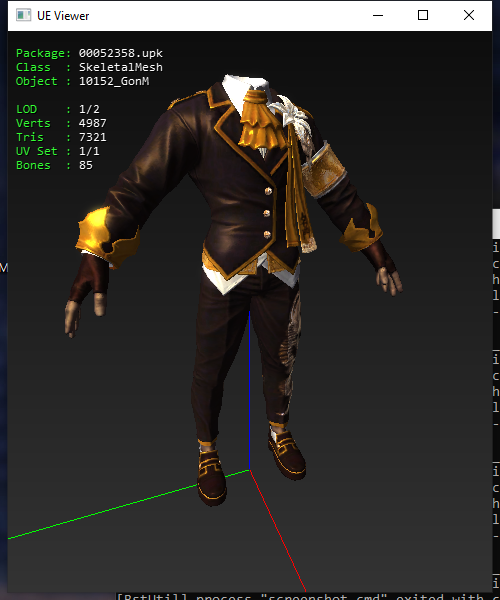 UE Viewer
Package: 00052358.upk
Class  : SkeletalMesh
Object : 10152_GonM
LOD    : 1/2
Verts  : 4987
Tris   : 7321
UV Set : 1/1
Bones  : 85
M
i
c
h
l
-
i
c
h
l
-
i
c
h
l
-